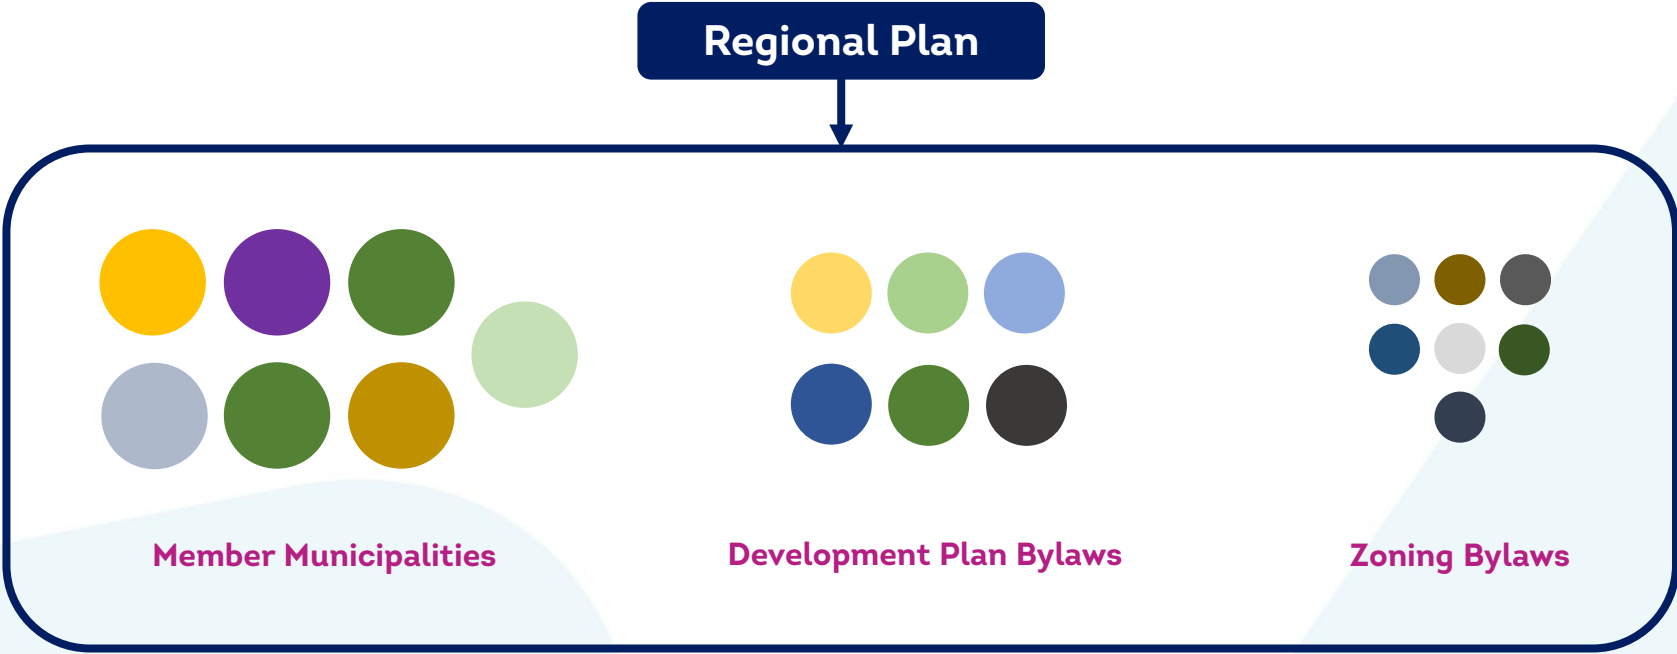 Regional Plan
Member Municipalities
Development Plan Bylaws
Zoning Bylaws